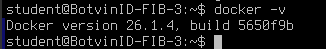 student@BotvinID-FIB-3:~$ docker -v
Docker version 26.1.4, build 5650f9b
student@BotvinID-FIB-3:~$